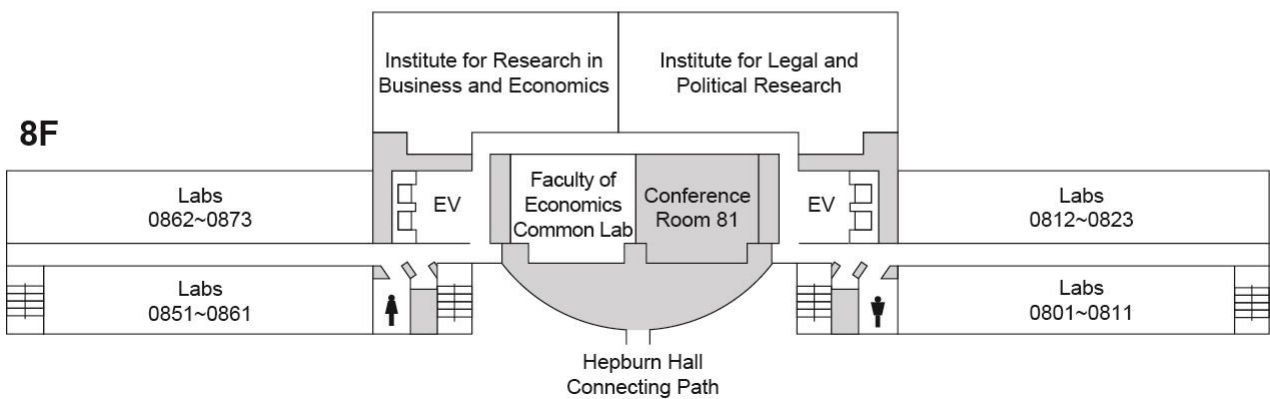 Institute for Research in
Business and Economics
Institute for Legal and
Political Research
8F
Labs
0862~0873
EV
Faculty of
Economics
Common Lab
Conference
Room 81
EV
Labs
0812~0823
Labs
0851~0861
Labs
0801~0811
Hepburn Hall
Connecting Path